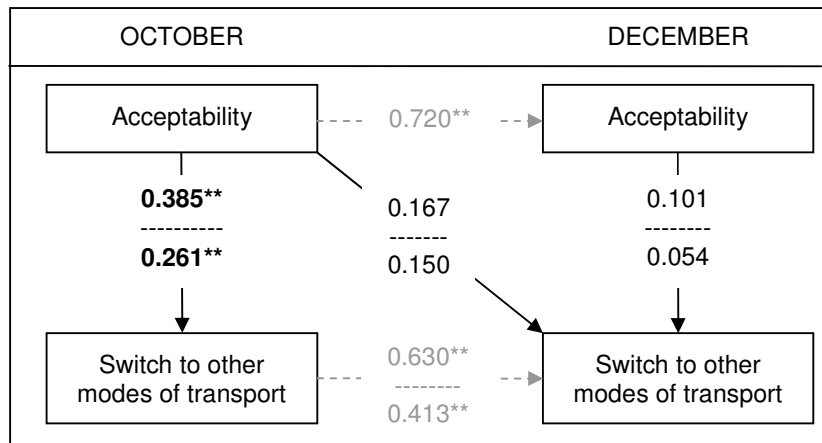 OCTOBER DECEMBER
Acceptability 0.720** Acceptability
0.385** 0.167 0.101
---------- ------- --------
0.261** 0.150 0.054
Switch to other modes of transport
0.630**
--------
0.413**
Switch to other modes of transport